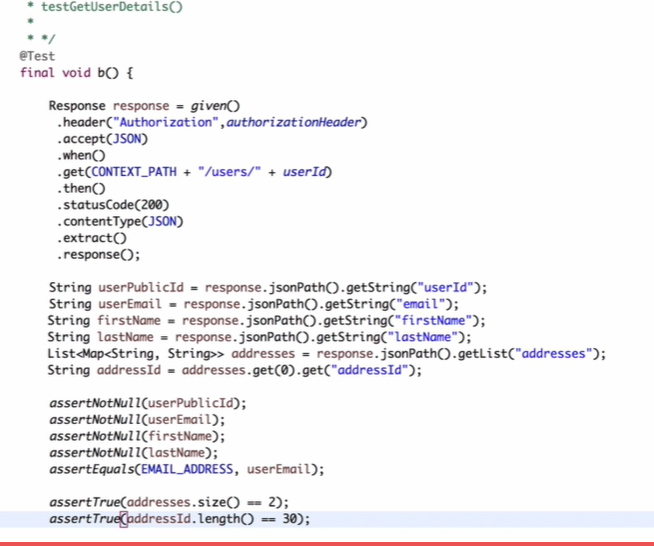 * testGetUserDetails()
*
* */
@Test
final void b() {
Response response = given()
.header("Authorization",authorizationHeader)
.accept(JSON)
.when()
.get(CONTEXT_PATH + "/users/" + userId)
.then()
.statusCode(200)
.contentType(JSON)
.extract()
.response();
String userPublicId = response.jsonPath().getString("userId");
String userEmail = response.jsonPath().getString("email");
String firstName = response.jsonPath().getString("firstName");
String lastName = response.jsonPath().getString("lastName");
List<Map<String, String>> addresses = response.jsonPath().getList("addresses");
String addressId = addresses.get(0).get("addressId");
assertNotNull(userPublicId);
assertNotNull(userEmail);
assertNotNull(firstName);
assertNotNull(lastName);
assertEquals(EMAIL_ADDRESS, userEmail);
assertTrue(addresses.size() == 2);
assertTrue(addressId.length() == 30);